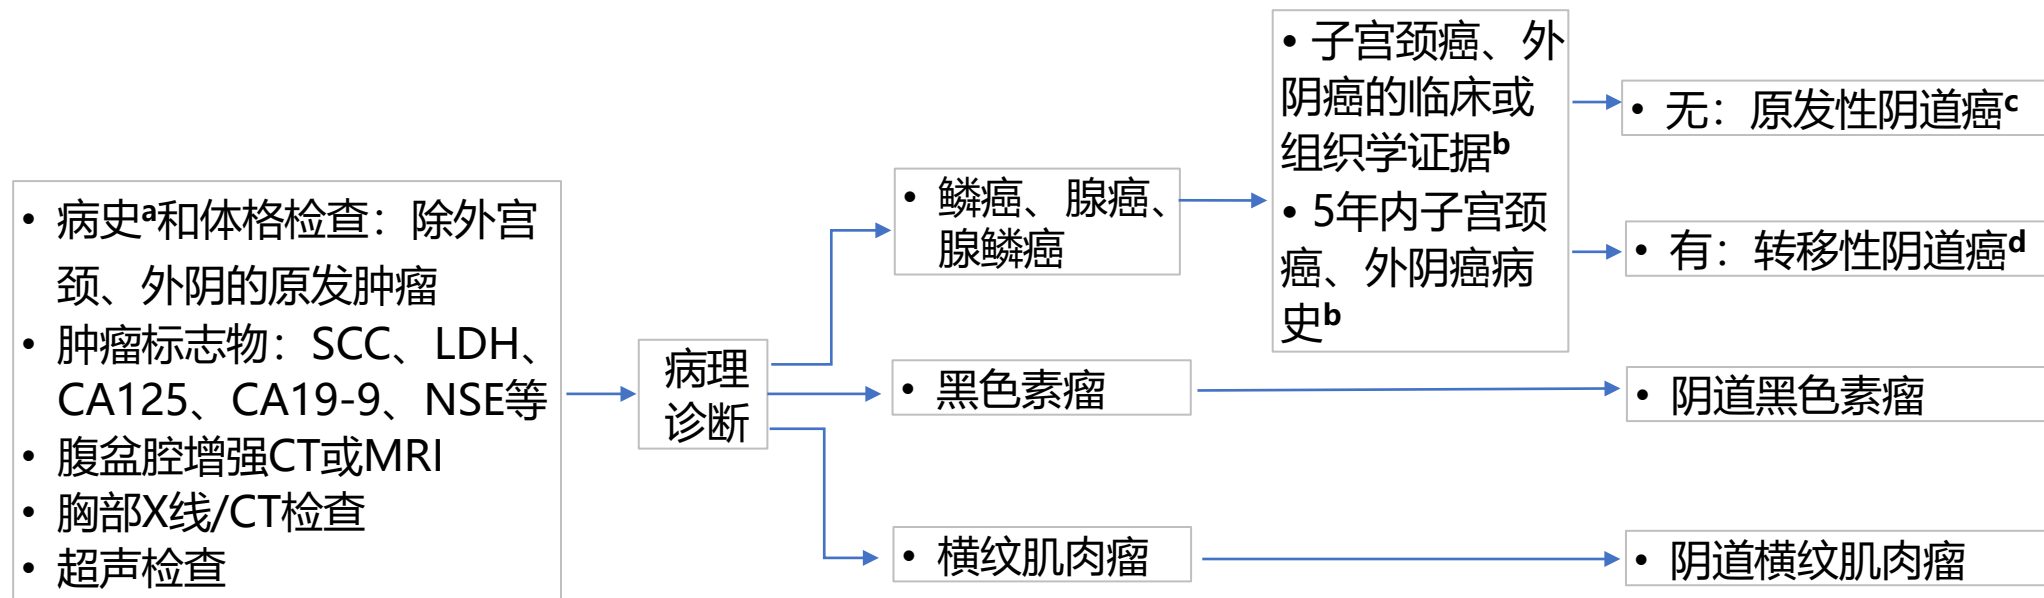 • 病史a和体格检查：除外宫
颈、外阴的原发肿瘤
• 肿瘤标志物：SCC、LDH、
CA125、CA19-9、NSE等
• 腹盆腔增强CT或MRI
• 胸部X线/CT检查
• 超声检查
病理
诊断
• 鳞癌、腺癌、
腺鳞癌
• 黑色素瘤
• 横纹肌肉瘤
• 子宫颈癌、外
阴癌的临床或
组织学证据b
• 5年内子宫颈
癌、外阴癌病
史b
• 无：原发性阴道癌c
• 有：转移性阴道癌d
• 阴道黑色素瘤
• 阴道横纹肌肉瘤